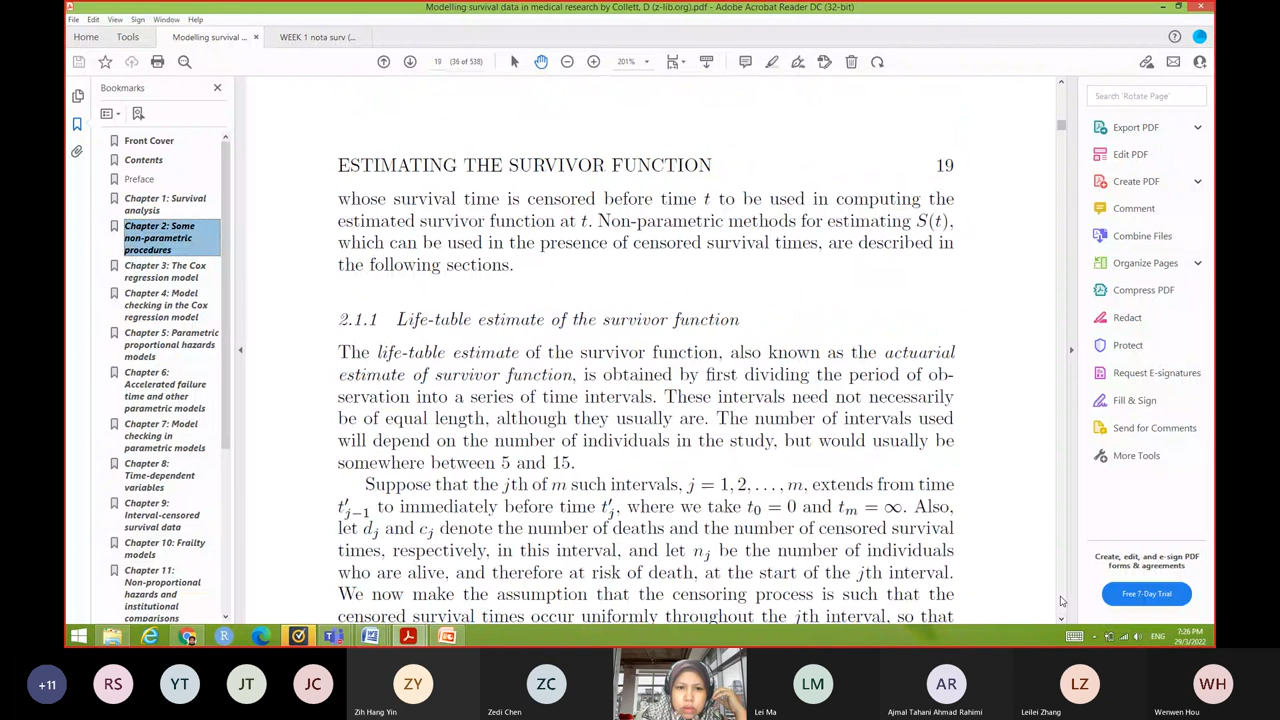 Modelling survival data in medical research by Collett, D (z-lib.org).pdf - Adobe Acrobat Reader DC (32-bit)
File Edit View Sign Window Help
Home Tools Modelling survival ... × WEEK 1 nota surv (...
19 (36 of 538) 201%
Bookmarks
Front Cover
Contents
Preface
Chapter 1: Survival
analysis
Chapter 2: Some
non-parametric
procedures
Chapter 3: The Cox
regression model
Chapter 4: Model
checking in the Cox
regression model
Chapter 5: Parametric
proportional hazards
models
Chapter 6:
Accelerated failure
time and other
parametric models
Chapter 7: Model
checking in
parametric models
Chapter 8:
Time-dependent
variables
Chapter 9:
Interval-censored
survival data
Chapter 10: Frailty
models
Chapter 11:
Non-proportional
hazards and
institutional
comparisons
ESTIMATING THE SURVIVOR FUNCTION 19
whose survival time is censored before time t to be used in computing the
estimated survivor function at t. Non-parametric methods for estimating S(t),
which can be used in the presence of censored survival times, are described in
the following sections.
2.1.1 Life-table estimate of the survivor function
The life-table estimate of the survivor function, also known as the actuarial
estimate of survivor function, is obtained by first dividing the period of ob-
servation into a series of time intervals. These intervals need not necessarily
be of equal length, although they usually are. The number of intervals used
will depend on the number of individuals in the study, but would usually be
somewhere between 5 and 15.
Suppose that the jth of m such intervals, j = 1, 2, . . . , m, extends from time
t′j−1 to immediately before time t′j, where we take t0 = 0 and tm = ∞. Also,
let dj and cj denote the number of deaths and the number of censored survival
times, respectively, in this interval, and let nj be the number of individuals
who are alive, and therefore at risk of death, at the start of the jth interval.
We now make the assumption that the censoring process is such that the
censored survival times occur uniformly throughout the jth interval, so that
Search 'Rotate Page'
Export PDF
Edit PDF
Create PDF
Comment
Combine Files
Organize Pages
Compress PDF
Redact
Protect
Request E-signatures
Fill & Sign
Send for Comments
More Tools
Create, edit, and e-sign PDF
forms & agreements
Free 7-Day Trial
ENG
7:26 PM
29/3/2022
+11 RS YT JT JC ZY ZC LM AR LZ WH
Zih Hang Yin Zedi Chen Lei Ma Ajmal Tahani Ahmad Rahimi Leilei Zhang Wenwen Hou